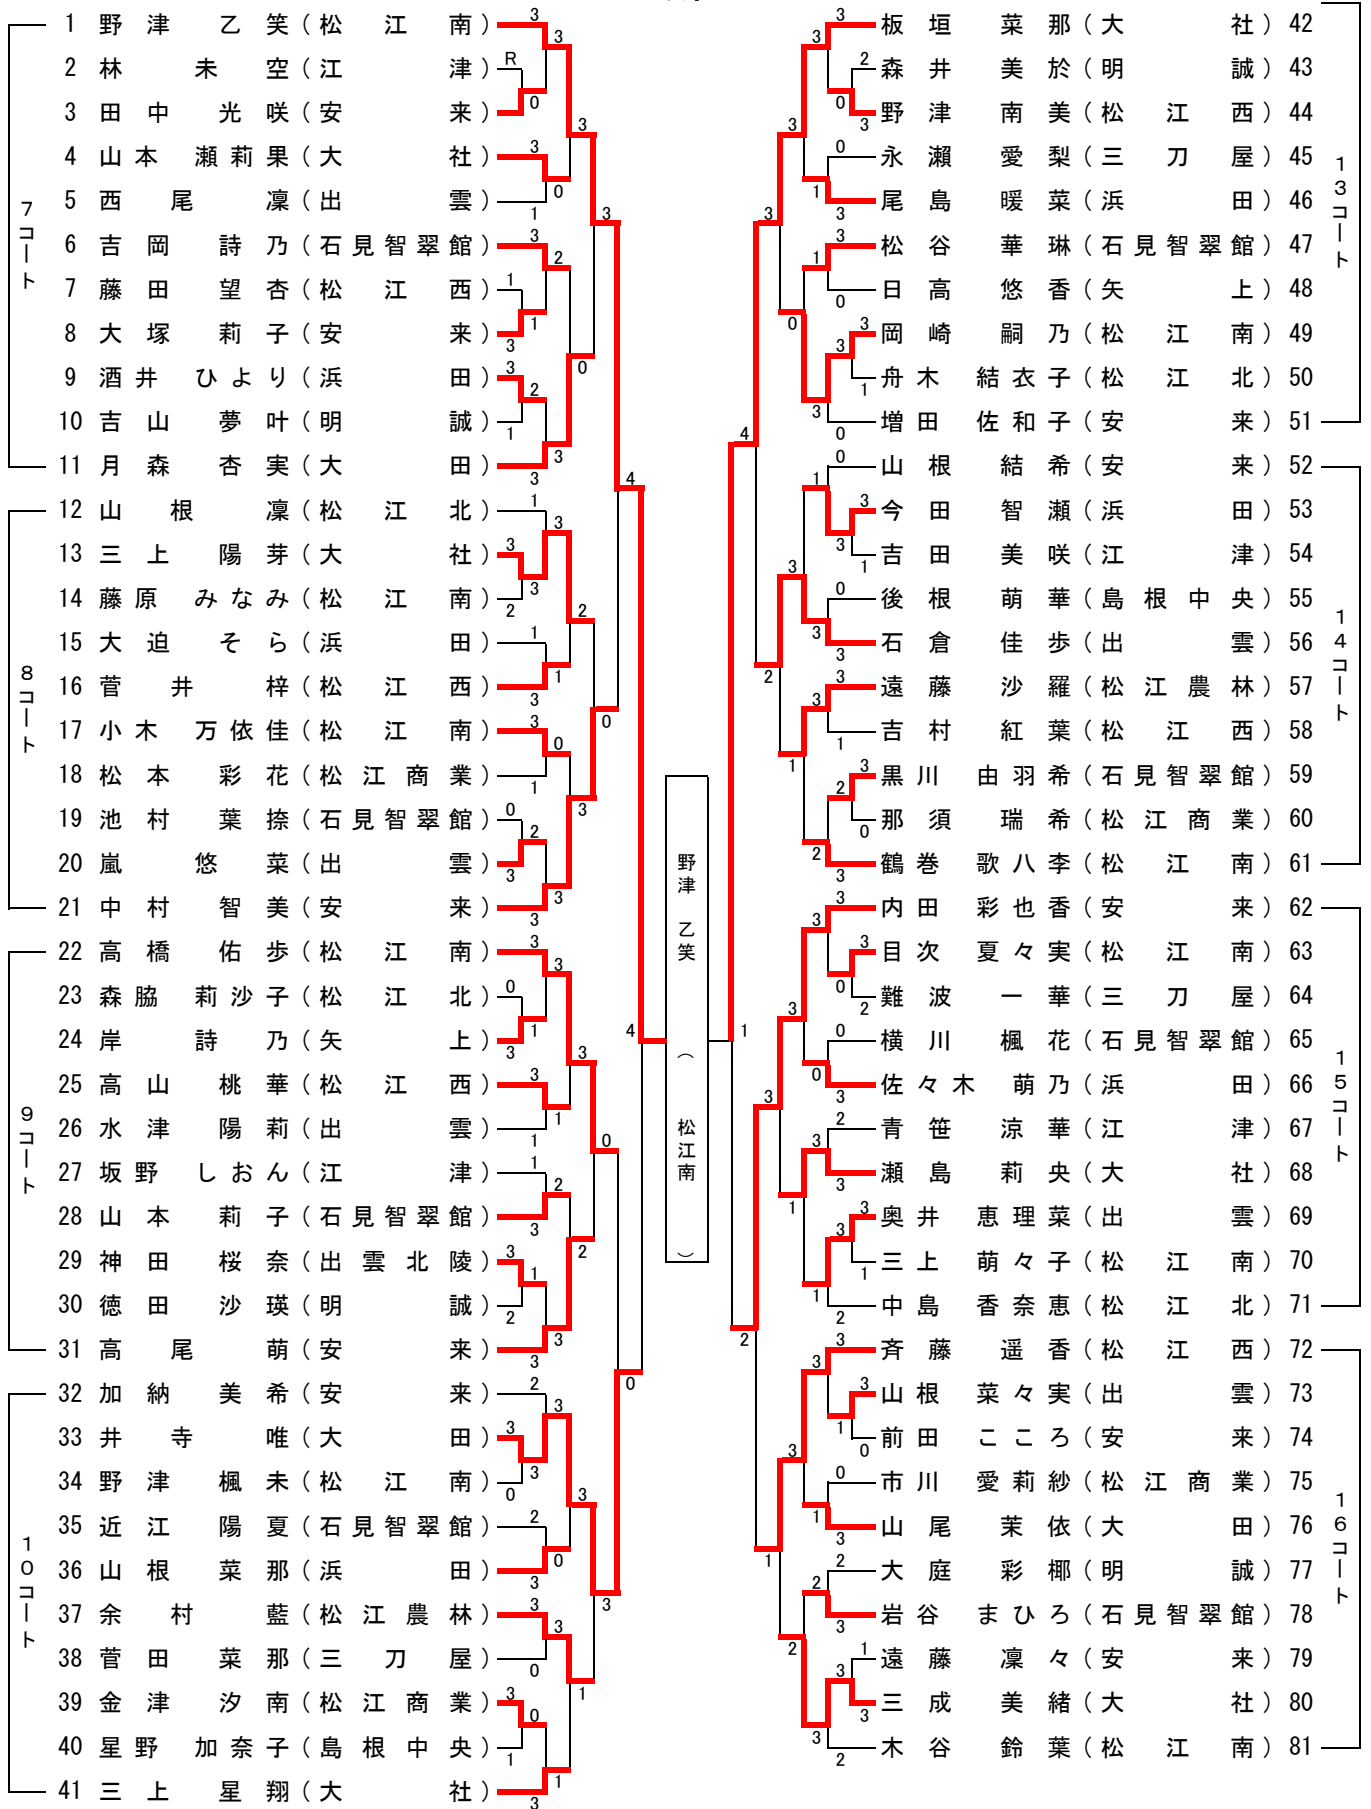 1 野津 乙笑 (松江南)
2 林 未空 (江津)
3 田中 光咲 (安来)
4 山本 瀬莉果 (大社)
5 西尾 凜 (出雲)
6 吉岡 詩乃 (石見智翠館)
7 藤田 望杏 (松江西)
8 大塚 莉子 (安来)
9 酒井 ひより (浜田)
10 吉山 夢叶 (明誠)
11 月森 杏実 (大田)
7コート
12 山根 凜 (松江北)
13 三上 陽芽 (大社)
14 藤原 みなみ (松江南)
15 大迫 そら (浜田)
16 菅井 梓 (松江西)
17 小木 万依佳 (松江南)
18 松本 彩花 (松江商業)
19 池村 葉捺 (石見智翠館)
20 嵐 悠菜 (出雲)
21 中村 智美 (安来)
8コート
22 高橋 佑歩 (松江南)
23 森脇 莉沙子 (松江北)
24 岸 詩乃 (矢上)
25 高山 桃華 (松江西)
26 水津 陽莉 (出雲)
27 坂野 しおん (江津)
28 山本 莉子 (石見智翠館)
29 神田 桜奈 (出雲北陵)
30 徳田 沙瑛 (明誠)
31 高尾 萌 (安来)
9コート
32 加納 美希 (安来)
33 井寺 唯 (大田)
34 野津 楓未 (松江南)
35 近江 陽夏 (石見智翠館)
36 山根 菜那 (浜田)
37 余村 藍 (松江農林)
38 菅田 菜那 (三刀屋)
39 金津 汐南 (松江商業)
40 星野 加奈子 (島根中央)
41 三上 星翔 (大社)
10コート
野津 乙笑 (松江南)
板垣 菜那 (大社) 42
森井 美於 (明誠) 43
野津 南美 (松江西) 44
永瀬 愛梨 (三刀屋) 45
尾島 暖菜 (浜田) 46
松谷 華琳 (石見智翠館) 47
日高 悠香 (矢上) 48
岡崎 嗣乃 (松江南) 49
舟木 結衣子 (松江北) 50
増田 佐和子 (安来) 51
13コート
山根 結希 (安来) 52
今田 智瀬 (浜田) 53
吉田 美咲 (江津) 54
後根 萌華 (島根中央) 55
石倉 佳歩 (出雲) 56
遠藤 沙羅 (松江農林) 57
吉村 紅葉 (松江西) 58
黒川 由羽希 (石見智翠館) 59
那須 瑞希 (松江商業) 60
鶴巻 歌八李 (松江南) 61
14コート
内田 彩也香 (安来) 62
目次 夏々実 (松江南) 63
難波 一華 (三刀屋) 64
横川 楓花 (石見智翠館) 65
佐々木 萌乃 (浜田) 66
青笹 涼華 (江津) 67
瀬島 莉央 (大社) 68
奥井 恵理菜 (出雲) 69
三上 萌々子 (松江南) 70
中島 香奈恵 (松江北) 71
15コート
斉藤 遥香 (松江西) 72
山根 菜々実 (出雲) 73
前田 こころ (安来) 74
市川 愛莉紗 (松江商業) 75
山尾 茉依 (大田) 76
大庭 彩椰 (明誠) 77
岩谷 まひろ (石見智翠館) 78
遠藤 凜々 (安来) 79
三成 美緒 (大社) 80
木谷 鈴葉 (松江南) 81
16コート